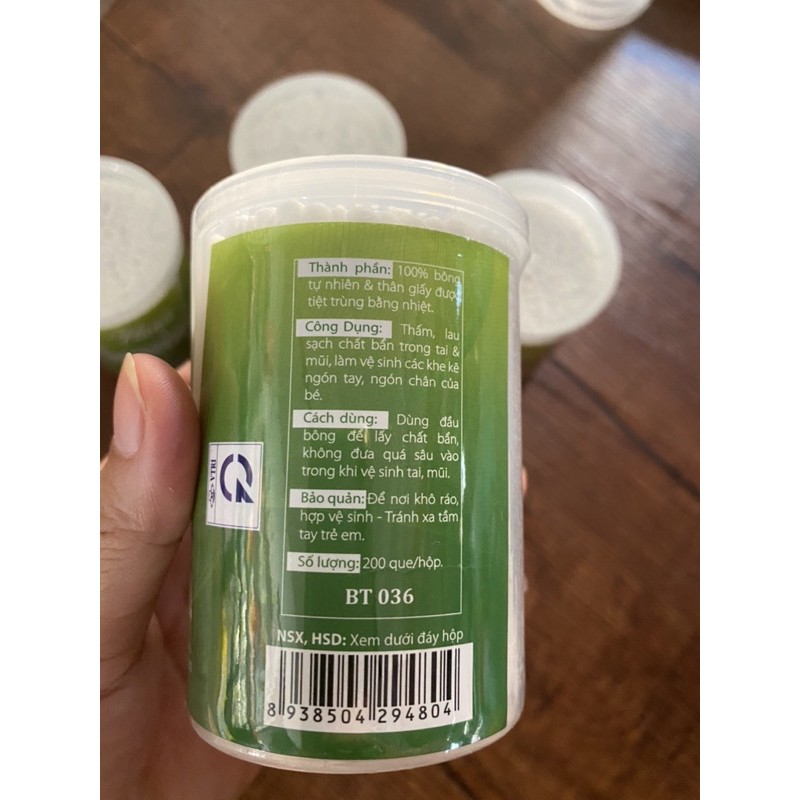 Thành phần: 100% bông
tự nhiên & thân giấy được
tiệt trùng bằng nhiệt.
Công Dụng: Thấm, lau
sạch chất bẩn trong tai &
mũi, làm vệ sinh các khe kẽ
ngón tay, ngón chân của
bé.
Cách dùng: Dùng đầu
bông để lấy chất bẩn,
không đưa quá sâu vào
trong khi vệ sinh tai, mũi.
Bảo quản: Để nơi khô ráo,
hợp vệ sinh - Tránh xa tầm
tay trẻ em.
Số lượng: 200 que/hộp.
BT 036
NSX, HSD: Xem dưới đáy hộp
8 938504 294804
VTRI